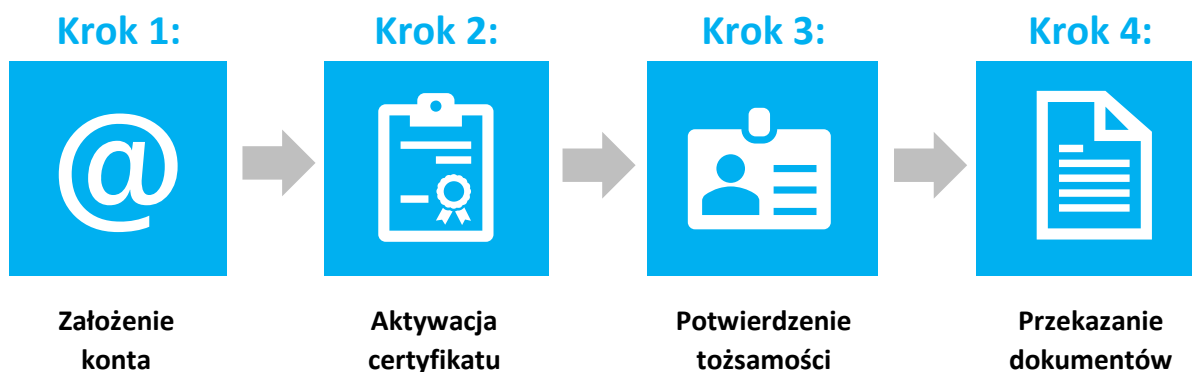 Krok 1:
Krok 2:
Krok 3:
Krok 4:
@
Założenie
konta
Aktywacja
certyfikatu
Potwierdzenie
tożsamości
Przekazanie
dokumentów